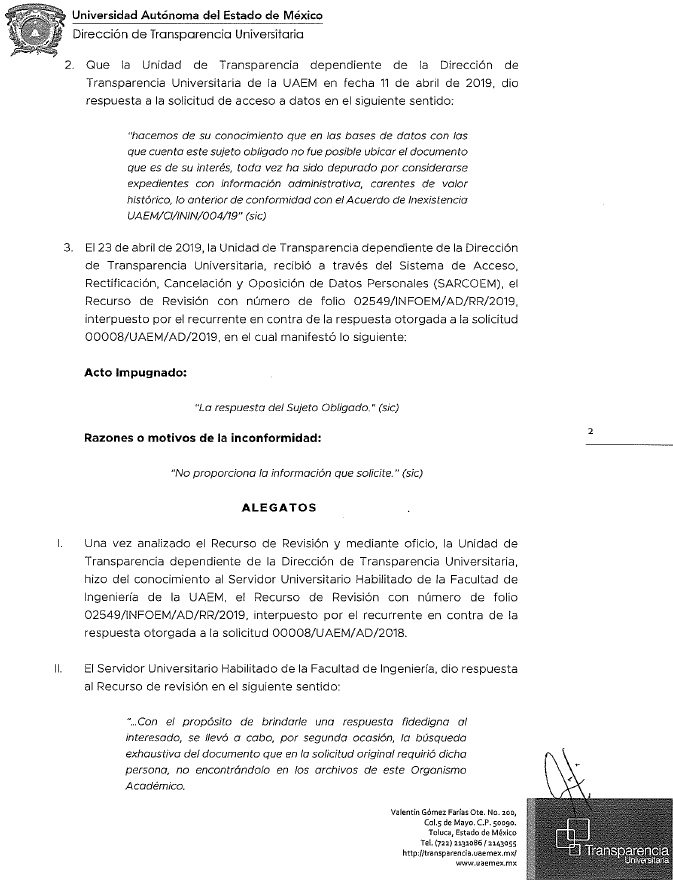 Universidad Autónoma del Estado de México
Dirección de Transparencia Universitaria
2. Que la Unidad de Transparencia dependiente de la Dirección de
Transparencia Universitaria de la UAEM en fecha 11 de abril de 2019, dio
respuesta a la solicitud de acceso a datos en el siguiente sentido:
"hacemos de su conocimiento que en las bases de datos con las
que cuenta este sujeto obligado no fue posible ubicar el documento
que es de su interés, toda vez ha sido depurado por considerarse
expedientes con información administrativa, carentes de valor
histórico, lo anterior de conformidad con el Acuerdo de Inexistencia
UAEM/CI/ININ/004/19" (sic)
3. El 23 de abril de 2019, la Unidad de Transparencia dependiente de la Dirección
de Transparencia Universitaria, recibió a través del Sistema de Acceso,
Rectificación, Cancelación y Oposición de Datos Personales (SARCOEM), el
Recurso de Revisión con número de folio 02549/INFOEM/AD/RR/2019,
interpuesto por el recurrente en contra de la respuesta otorgada a la solicitud
00008/UAEM/AD/2019, en el cual manifestó lo siguiente:
Acto Impugnado:
"La respuesta del Sujeto Obligado." (sic)
2
Razones o motivos de la inconformidad:
"No proporciona la información que solicite." (sic)
ALEGATOS
I. Una vez analizado el Recurso de Revisión y mediante oficio, la Unidad de
Transparencia dependiente de la Dirección de Transparencia Universitaria,
hizo del conocimiento al Servidor Universitario Habilitado de la Facultad de
Ingeniería de la UAEM, el Recurso de Revisión con número de folio
02549/INFOEM/AD/RR/2019, interpuesto por el recurrente en contra de la
respuesta otorgada a la solicitud 00008/UAEM/AD/2018.
II. El Servidor Universitario Habilitado de la Facultad de Ingeniería, dio respuesta
al Recurso de revisión en el siguiente sentido:
"...Con el propósito de brindarle una respuesta fidedigna al
interesado, se llevó a cabo, por segunda ocasión, la búsqueda
exhaustiva del documento que en la solicitud original requirió dicha
persona, no encontrándolo en los archivos de este Organismo
Académico.
Valentín Gómez Farías Ote. No. 200,
Col.5 de Mayo. C.P. 50090.
Toluca, Estado de México
Tel. (722) 2131086 / 2143055
http://transparencia.uaemex.mx/
www.uaemex.mx
Transparencia
Universitaria